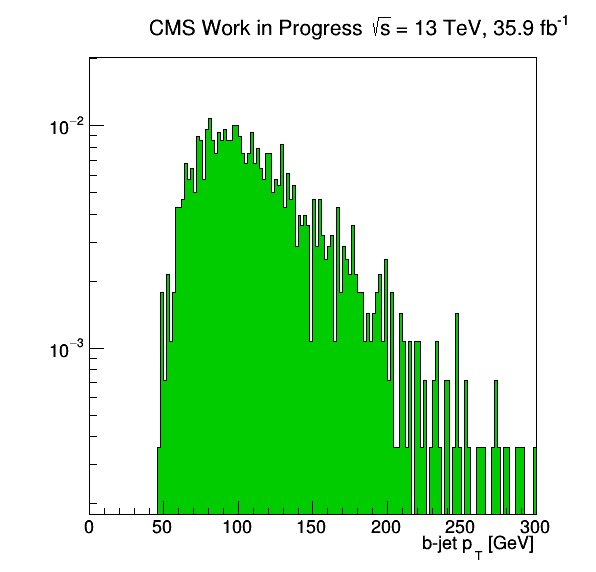 CMS Work in Progress √s = 13 TeV, 35.9 fb⁻¹
10⁻²
10⁻³
0 50 100 150 200 250 300
b-jet p_T [GeV]